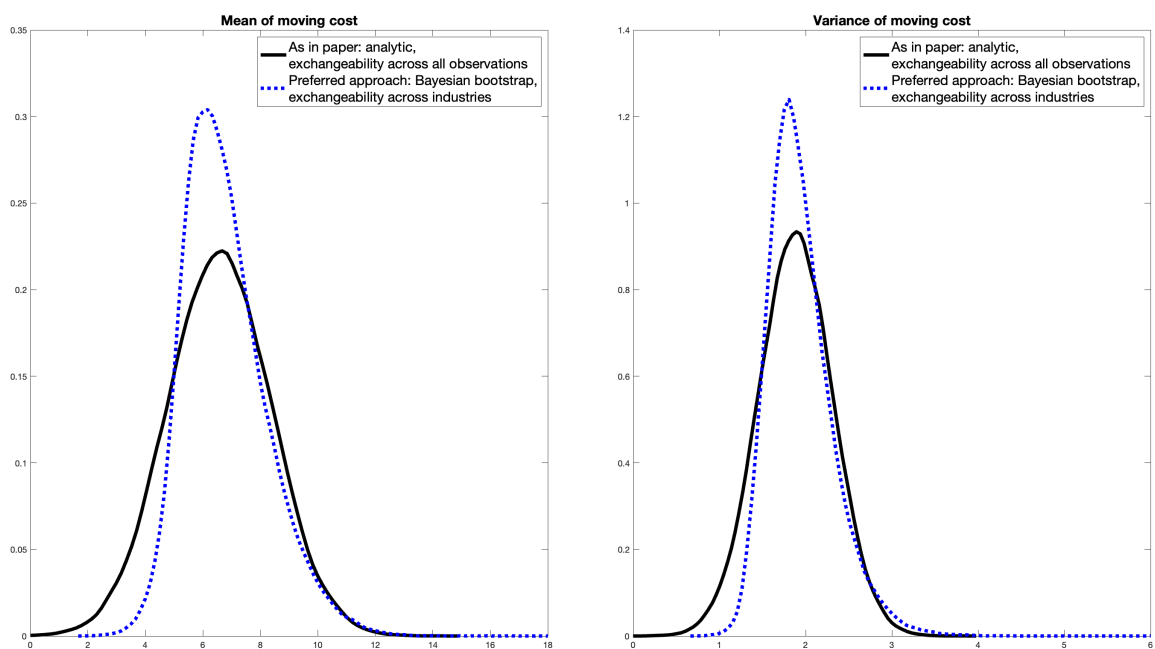 Mean of moving cost
0.35
0.3
0.25
0.2
0.15
0.1
0.05
0
0 2 4 6 8 10 12 14 16 18
As in paper: analytic,
exchangeability across all observations
Preferred approach: Bayesian bootstrap,
exchangeability across industries
Variance of moving cost
1.4
1.2
1
0.8
0.6
0.4
0.2
0
0 1 2 3 4 5 6
As in paper: analytic,
exchangeability across all observations
Preferred approach: Bayesian bootstrap,
exchangeability across industries